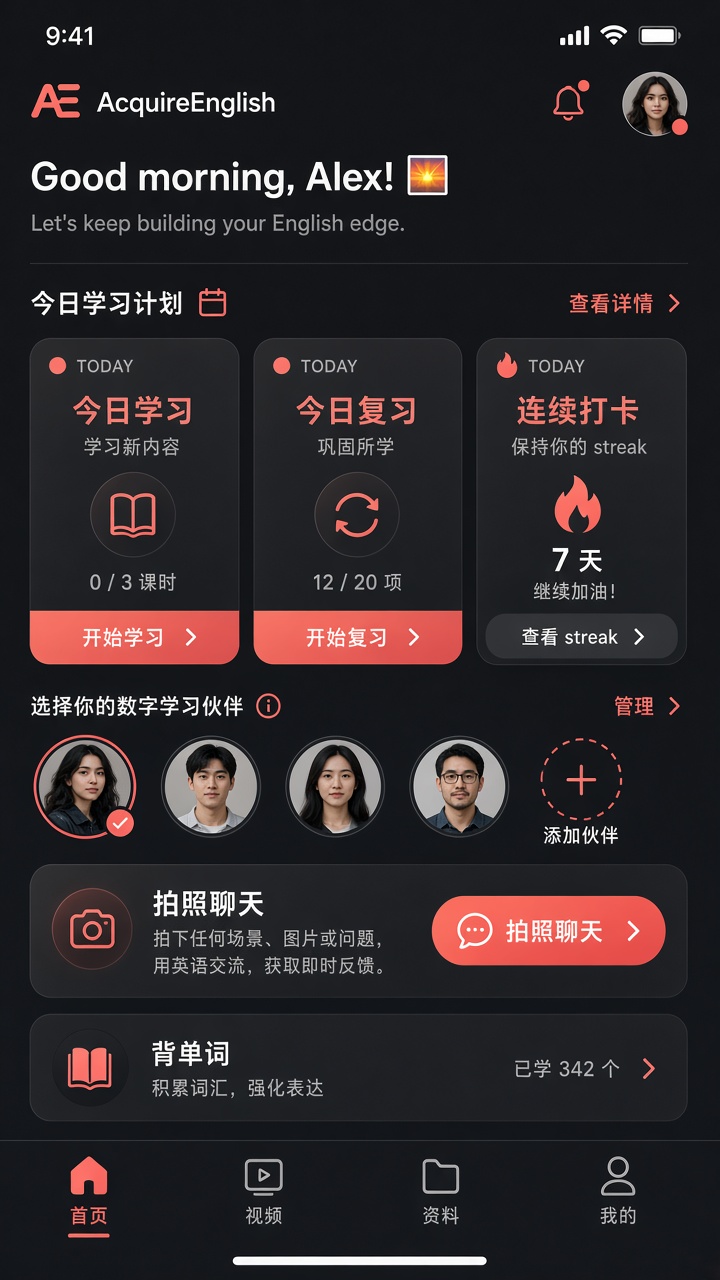 9:41
AE AcquireEnglish
Good morning, Alex! 🌅
Let's keep building your English edge.
今日学习计划
查看详情
TODAY
今日学习
学习新内容
0 / 3 课时
开始学习
TODAY
今日复习
巩固所学
12 / 20 项
开始复习
TODAY
连续打卡
保持你的 streak
7 天
继续加油！
查看 streak
选择你的数字学习伙伴
管理
添加伙伴
拍照聊天
拍下任何场景、图片或问题，
用英语交流，获取即时反馈。
拍照聊天
背单词
积累词汇，强化表达
已学 342 个
首页
视频
资料
我的